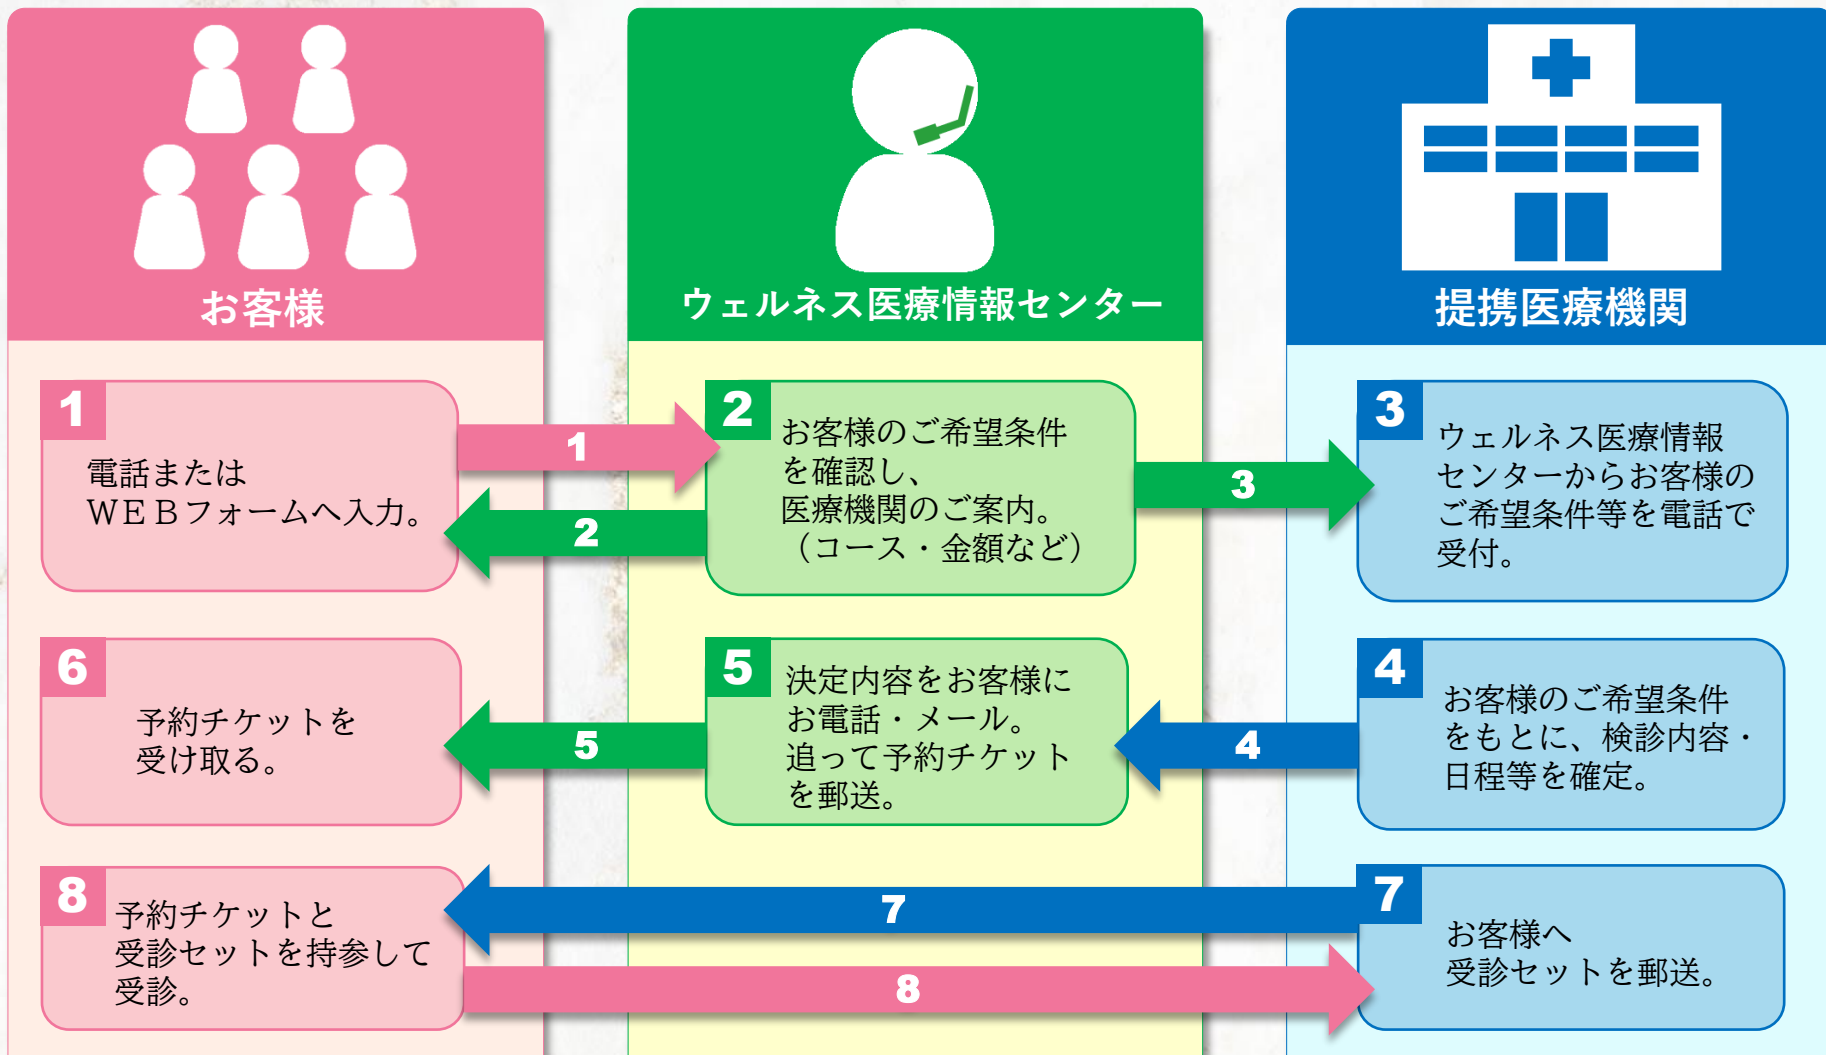 お客様
ウェルネス医療情報センター
提携医療機関
1
電話または
ＷＥＢフォームへ入力。
1
2
2
お客様のご希望条件
を確認し、
医療機関のご案内。
（コース・金額など）
3
3
ウェルネス医療情報
センターからお客様の
ご希望条件等を電話で
受付。
6
予約チケットを
受け取る。
5
5
決定内容をお客様に
お電話・メール。
追って予約チケット
を郵送。
4
4
お客様のご希望条件
をもとに、検診内容・
日程等を確定。
8
予約チケットと
受診セットを持参して
受診。
7
8
7
お客様へ
受診セットを郵送。